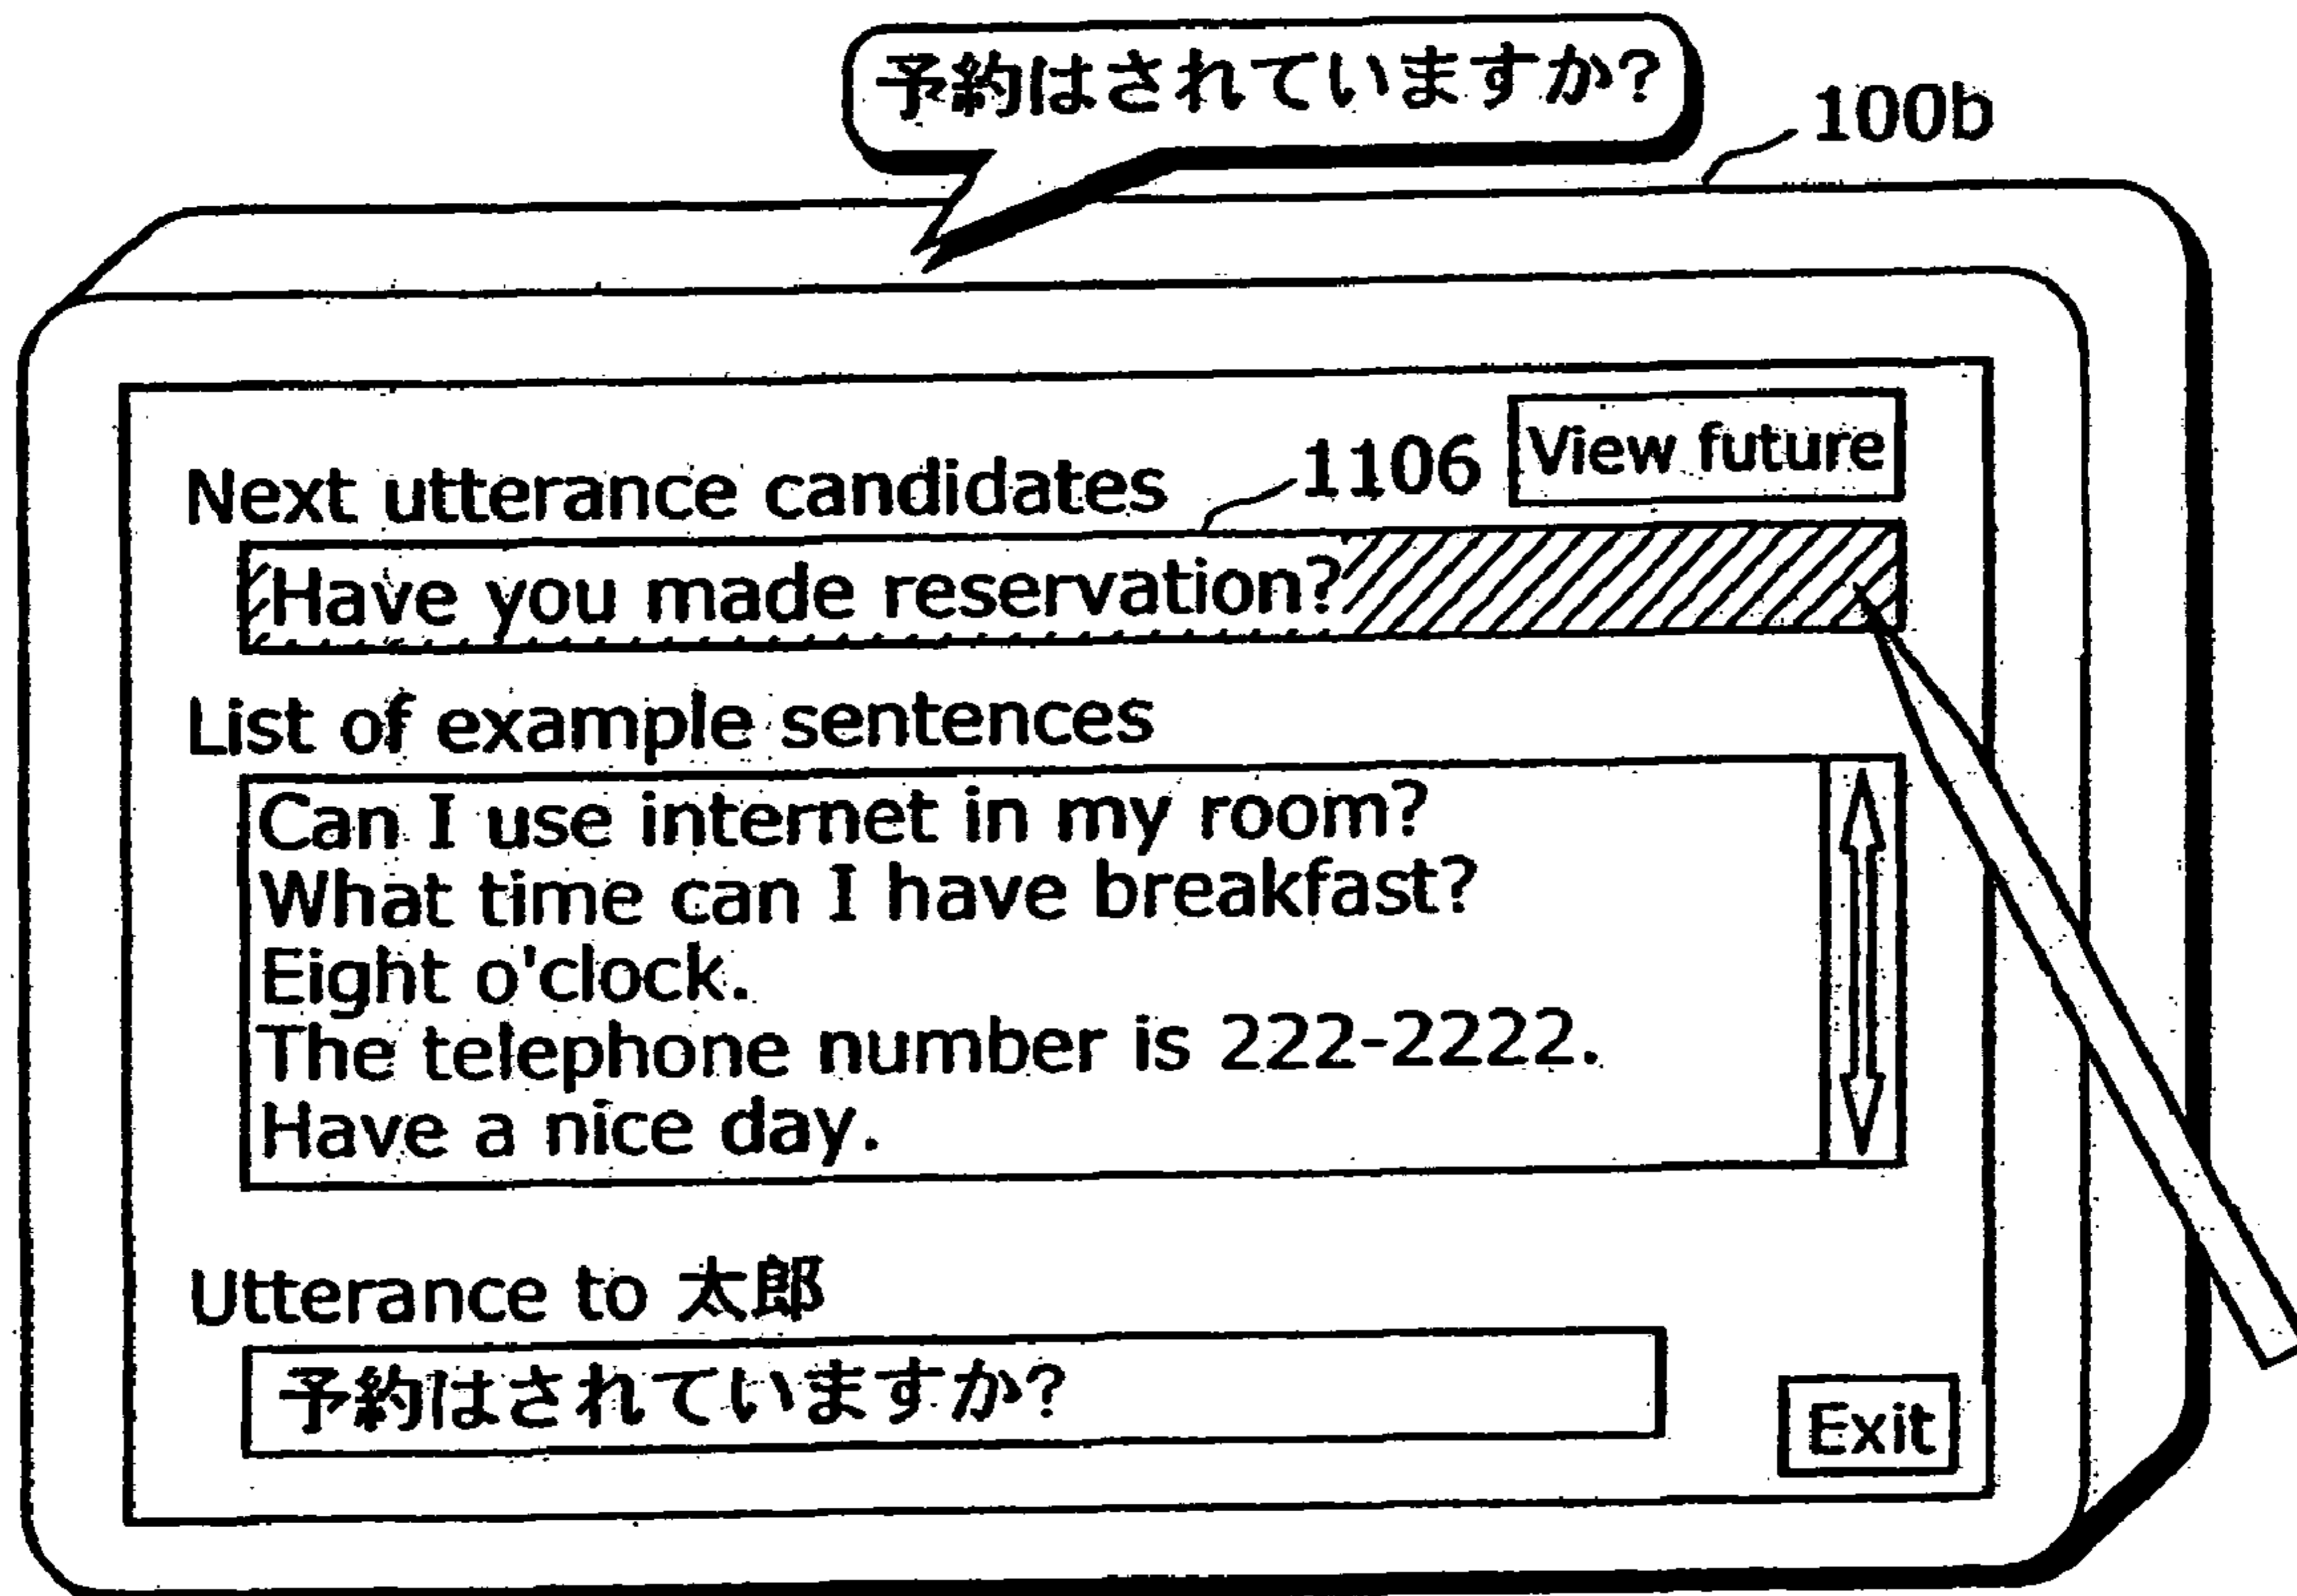 予約はされていますか?
100b
View future
Next utterance candidates
1106
Have you made reservation?
List of example sentences
Can I use internet in my room?
What time can I have breakfast?
Eight o'clock.
The telephone number is 222-2222.
Have a nice day.
Utterance to 太郎
予約はされていますか?
Exit